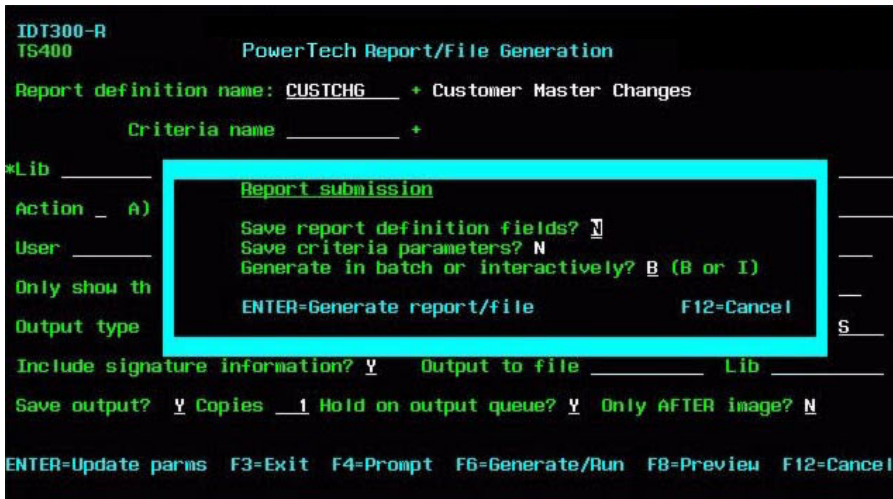 IDT300-R
TS400 PowerTech Report/File Generation
Report definition name: CUSTCHG + Customer Master Changes
Criteria name +
*Lib
Report submission
Action _ A)
Save report definition fields? N
User Save criteria parameters? N
Generate in batch or interactively? B (B or I)
Only show th
ENTER=Generate report/file F12=Cancel
Output type S
Include signature information? Y Output to file Lib
Save output? Y Copies 1 Hold on output queue? Y Only AFTER image? N
ENTER=Update parms F3=Exit F4=Prompt F6=Generate/Run F8=Preview F12=Cancel